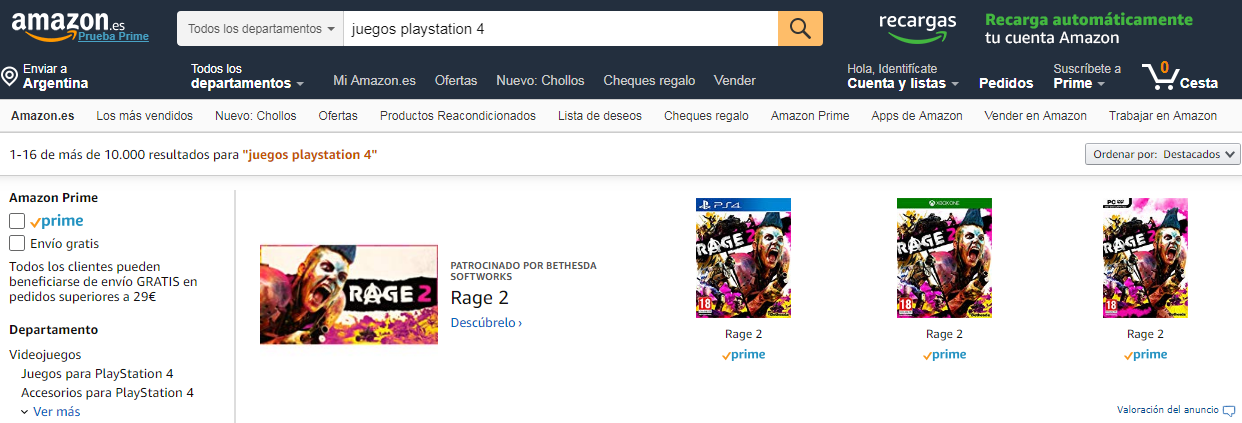 amazon.es
Prueba Prime
Todos los departamentos
juegos playstation 4
recargas
Recarga automáticamente
tu cuenta Amazon
Enviar a
Argentina
Todos los
departamentos
Mi Amazon.es
Ofertas
Nuevo: Chollos
Cheques regalo
Vender
Hola, Identifícate
Cuenta y listas
Pedidos
Suscríbete a
Prime
0
Cesta
Amazon.es
Los más vendidos
Nuevo: Chollos
Ofertas
Productos Reacondicionados
Lista de deseos
Cheques regalo
Amazon Prime
Apps de Amazon
Vender en Amazon
Trabajar en Amazon
1-16 de más de 10.000 resultados para "juegos playstation 4"
Ordenar por: Destacados
Amazon Prime
prime
Envío gratis
Todos los clientes pueden
beneficiarse de envío GRATIS en
pedidos superiores a 29€
Departamento
Videojuegos
Juegos para PlayStation 4
Accesorios para PlayStation 4
Ver más
RAGE 2
PATROCINADO POR BETHESDA
SOFTWORKS
Rage 2
Descúbrelo ›
PS4
RAGE 2
18
Bethesda
Rage 2
prime
XBOX ONE
RAGE 2
18
Bethesda
Rage 2
prime
PC
RAGE 2
18
Bethesda
Rage 2
prime
Valoración del anuncio